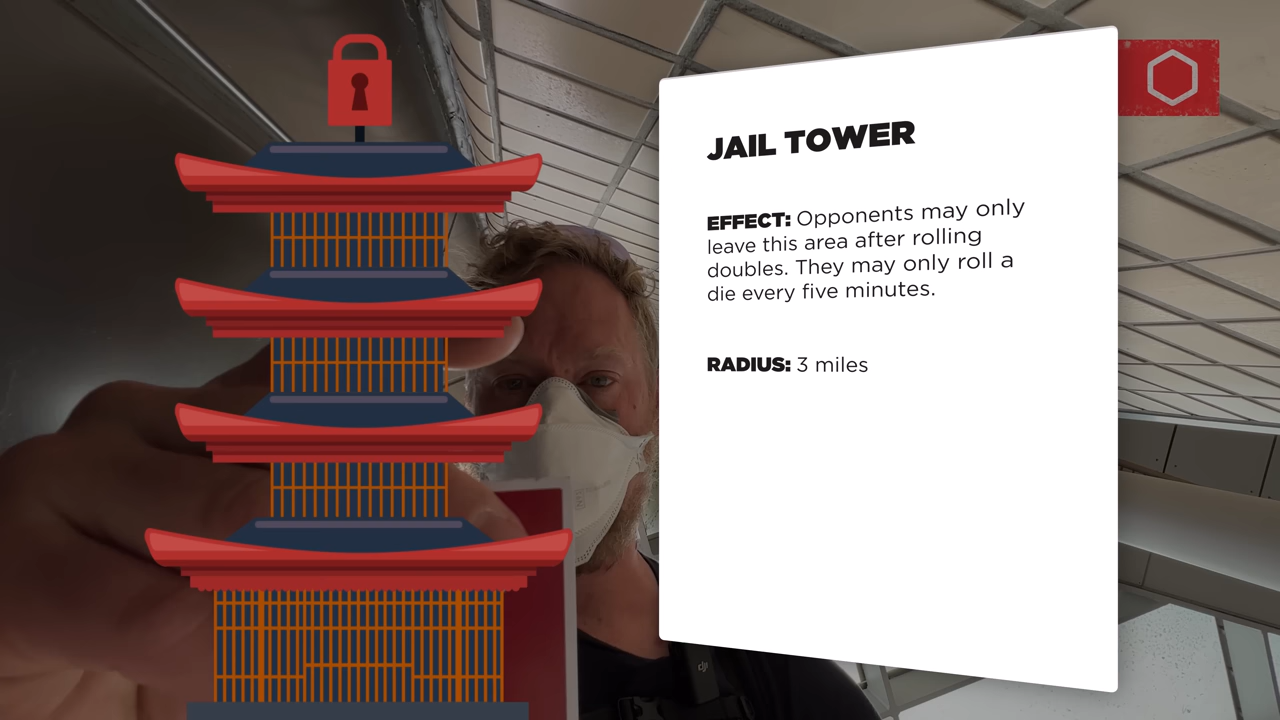 JAIL TOWER
EFFECT: Opponents may only
leave this area after rolling
doubles. They may only roll a
die every five minutes.
RADIUS: 3 miles
dji